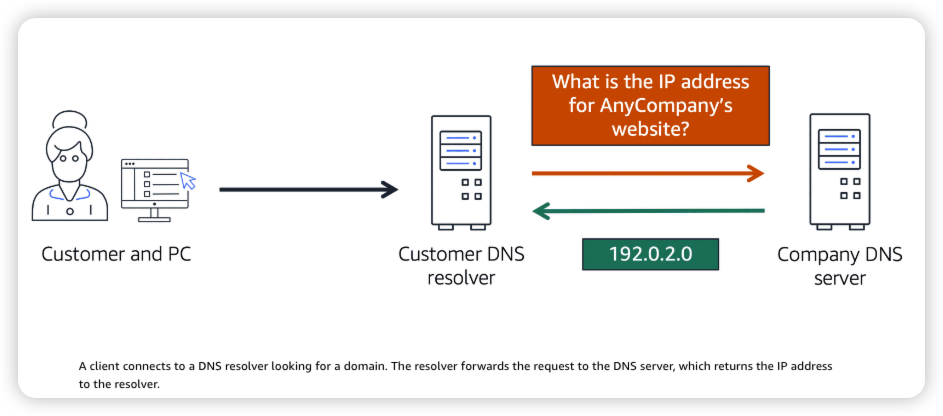 What is the IP address
for AnyCompany's
website?
Customer and PC
Customer DNS
resolver
192.0.2.0
Company DNS
server
A client connects to a DNS resolver looking for a domain. The resolver forwards the request to the DNS server, which returns the IP address
to the resolver.